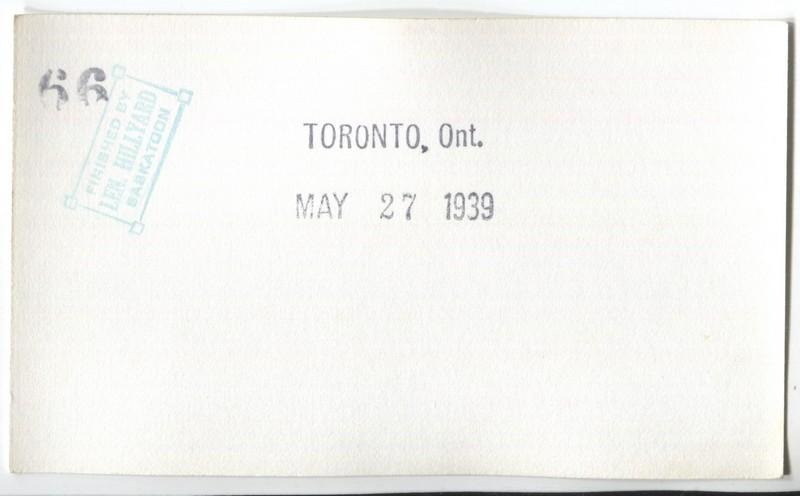 66
FINISHED BY
LEN. HILLYARD
SASKATOON
TORONTO, Ont.
MAY 27 1939